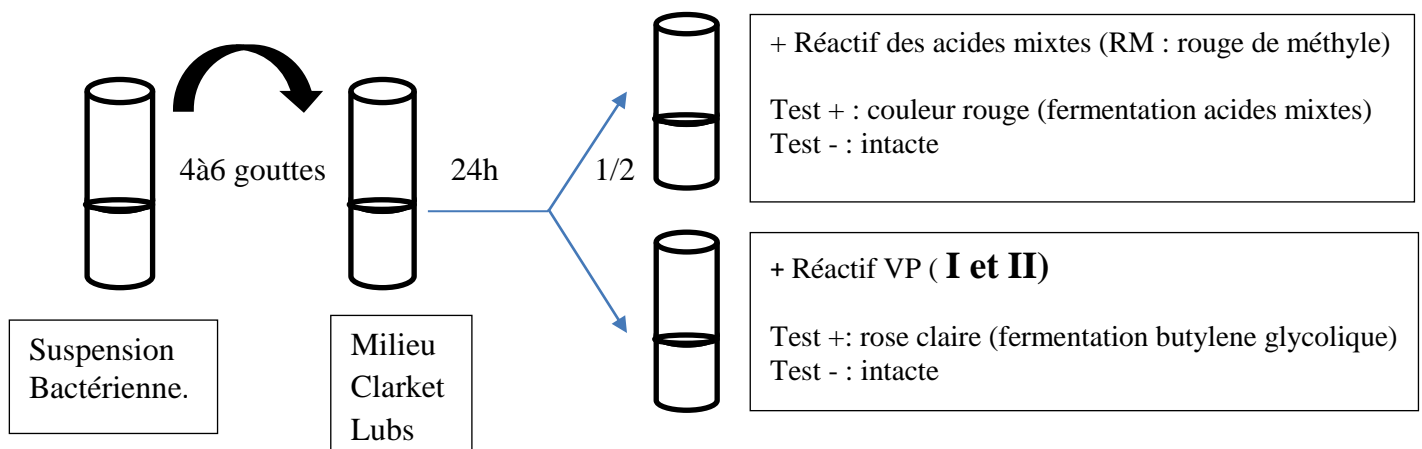 + Réactif des acides mixtes (RM : rouge de méthyle)
Test + : couleur rouge (fermentation acides mixtes)
Test - : intacte
4à6 gouttes
24h
1/2
+ Réactif VP ( I et II)
Test +: rose claire (fermentation butylene glycolique)
Test - : intacte
Suspension
Bactérienne.
Milieu
Clarket
Lubs